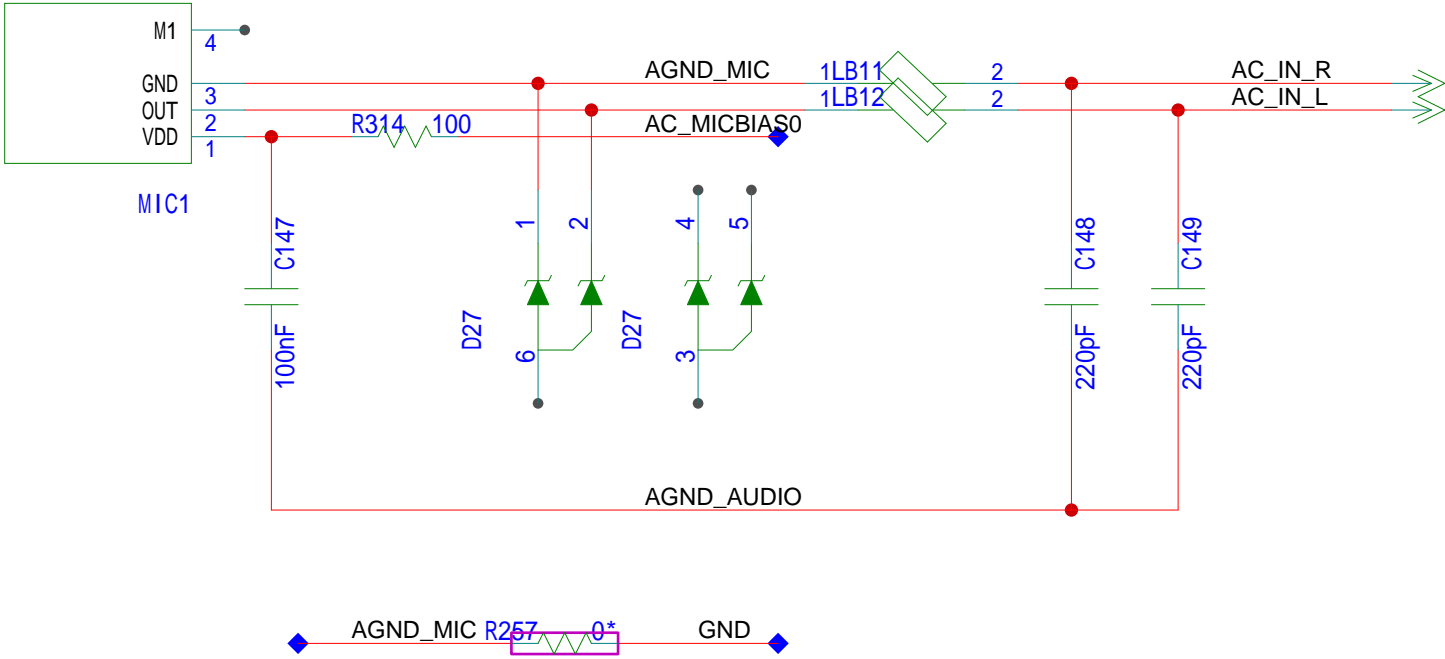 M1
4
GND
3
AGND_MIC
1LB11
2
AC_IN_R
OUT
2
1LB12
2
AC_IN_L
VDD
1
R314
100
AC_MICBIAS0
MIC1
C147
100nF
1
2
D27
6
4
5
D27
3
C148
220pF
C149
220pF
AGND_AUDIO
AGND_MIC
R257
0*
GND